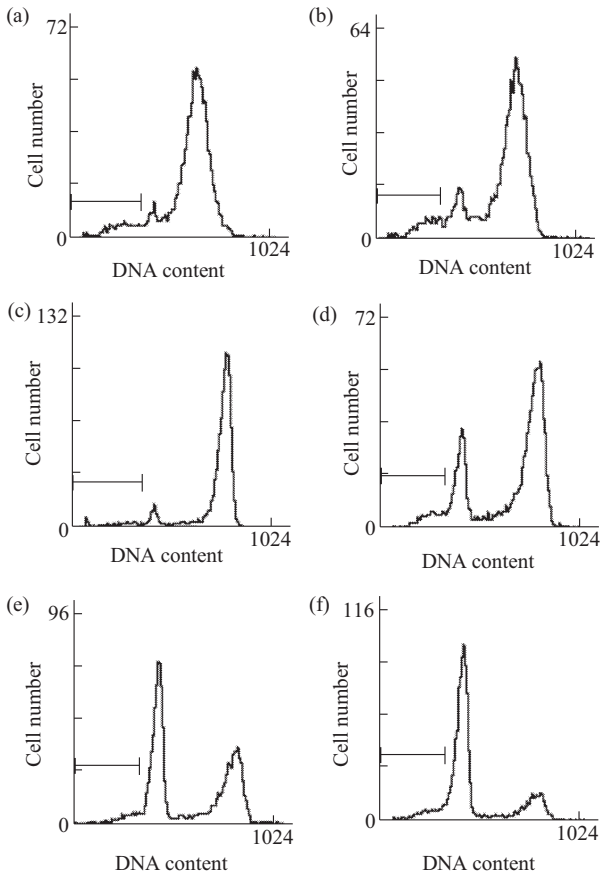 (a)
72
Cell number
0
1024
DNA content
(b)
64
Cell number
0
1024
DNA content
(c)
132
Cell number
0
1024
DNA content
(d)
72
Cell number
0
1024
DNA content
(e)
96
Cell number
0
1024
DNA content
(f)
116
Cell number
0
1024
DNA content